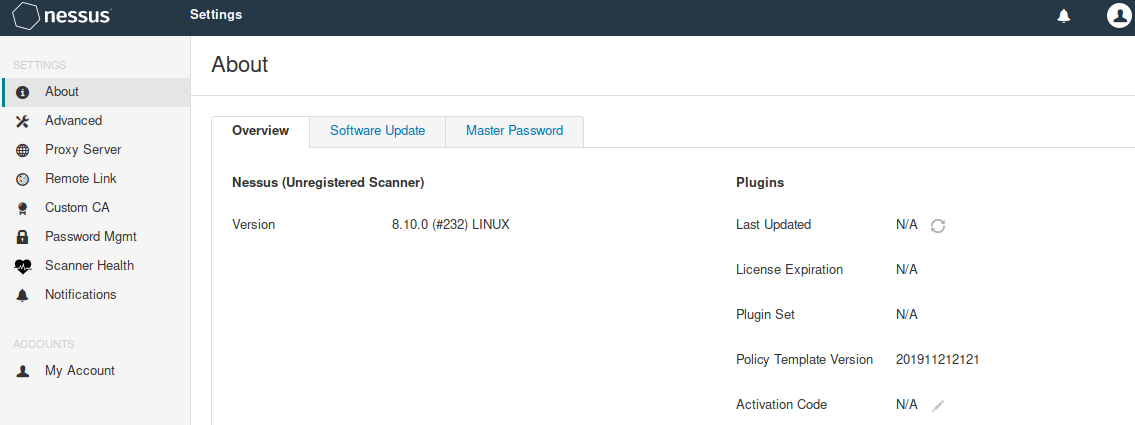 nessus
Settings
SETTINGS
About
Advanced
Proxy Server
Remote Link
Custom CA
Password Mgmt
Scanner Health
Notifications
ACCOUNTS
My Account
About
Overview Software Update Master Password
Nessus (Unregistered Scanner)
Version 8.10.0 (#232) LINUX
Plugins
Last Updated N/A
License Expiration N/A
Plugin Set N/A
Policy Template Version 201911212121
Activation Code N/A